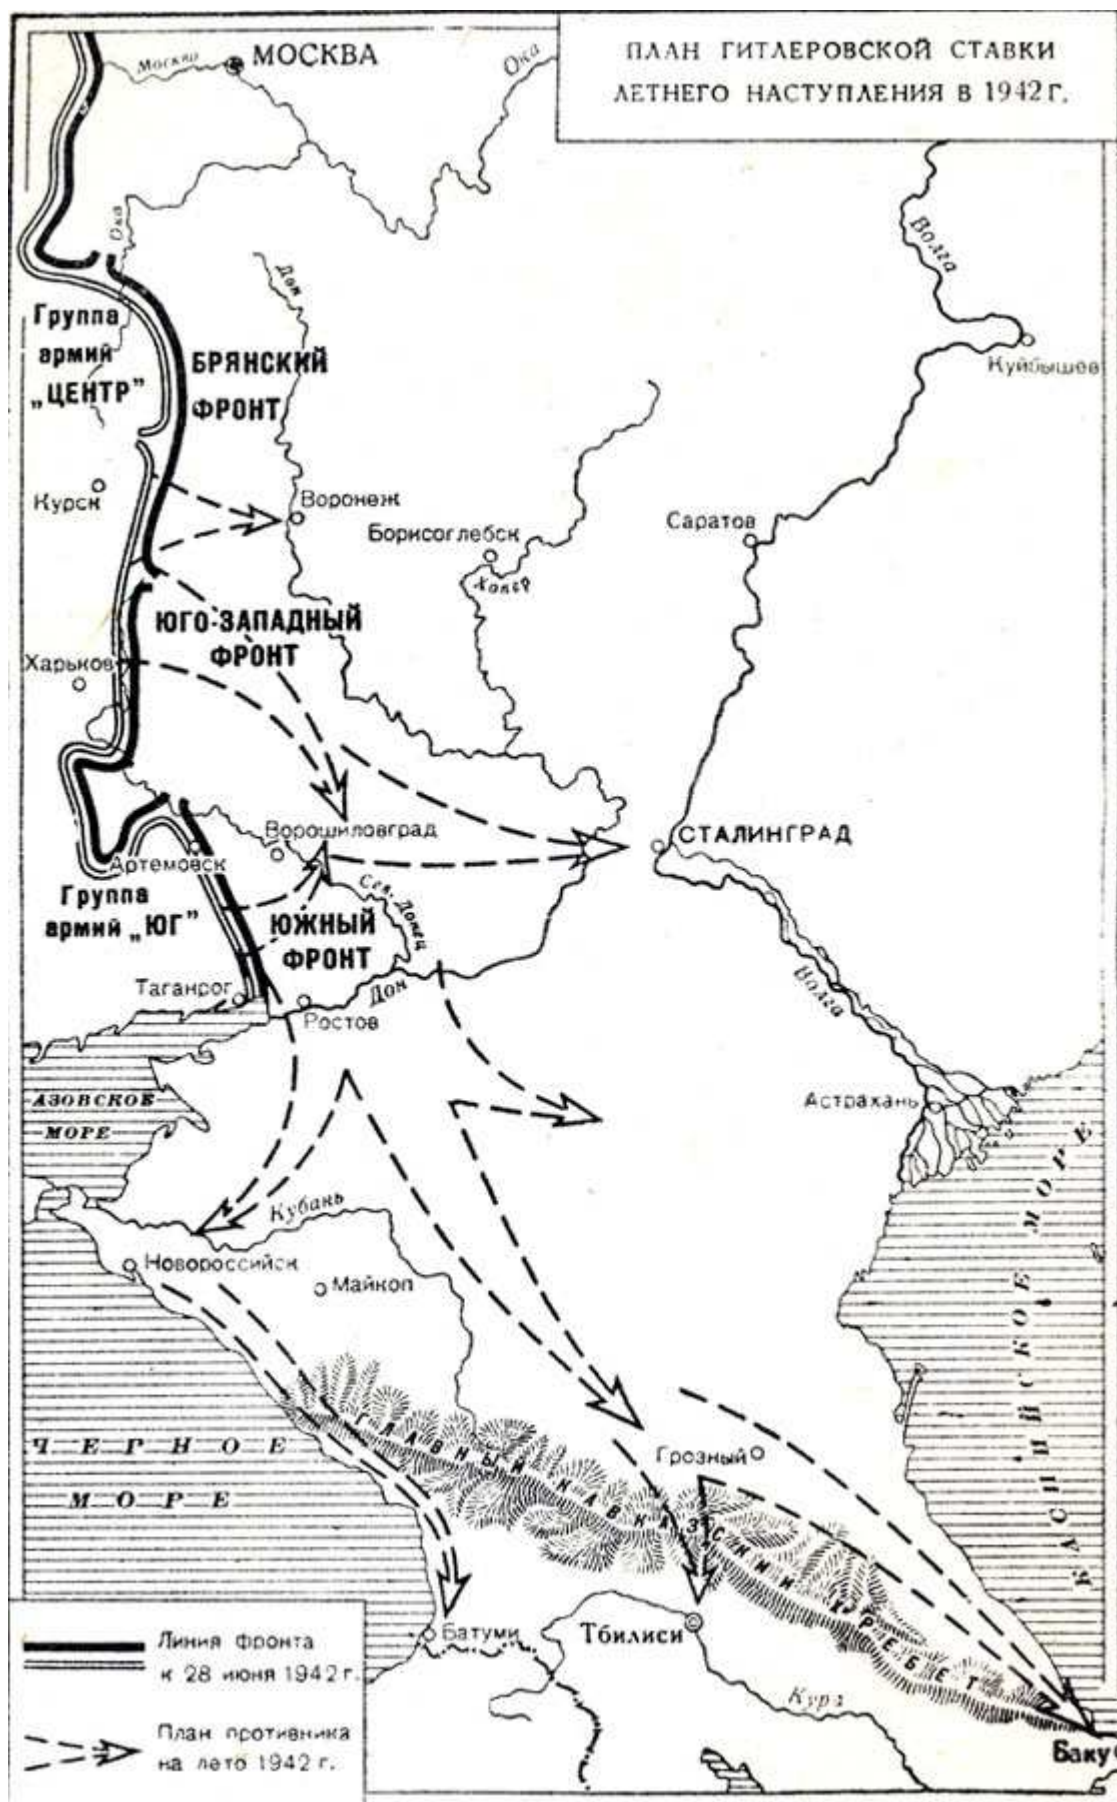 ПЛАН ГИТЛЕРОВСКОЙ СТАВКИ
ЛЕТНЕГО НАСТУПЛЕНИЯ В 1942 г.
Москва
МОСКВА
Ока
Ока
Дон
Волга
Куйбышев
Группа
армий
„ЦЕНТР"
БРЯНСКИЙ
ФРОНТ
Курск
Воронеж
Борисоглебск
Саратов
Хопёр
ЮГО-ЗАПАДНЫЙ
ФРОНТ
Харьков
Ворошиловград
СТАЛИНГРАД
Артемовск
Группа
армий „ЮГ"
Сев. Донец
ЮЖНЫЙ
ФРОНТ
Таганрог
Дон
Ростов
Волга
АЗОВСКОЕ
МОРЕ
Астрахань
Кубань
Новороссийск
Майкоп
КАСПИЙСКОЕ МОРЕ
ЧЕРНОЕ
МОРЕ
ГЛАВНЫЙ КАВКАЗСКИЙ ХРЕБЕТ
Грозный
Батуми
Тбилиси
Кура
Баку
Линия фронта
к 28 июня 1942 г.
План противника
на лето 1942 г.